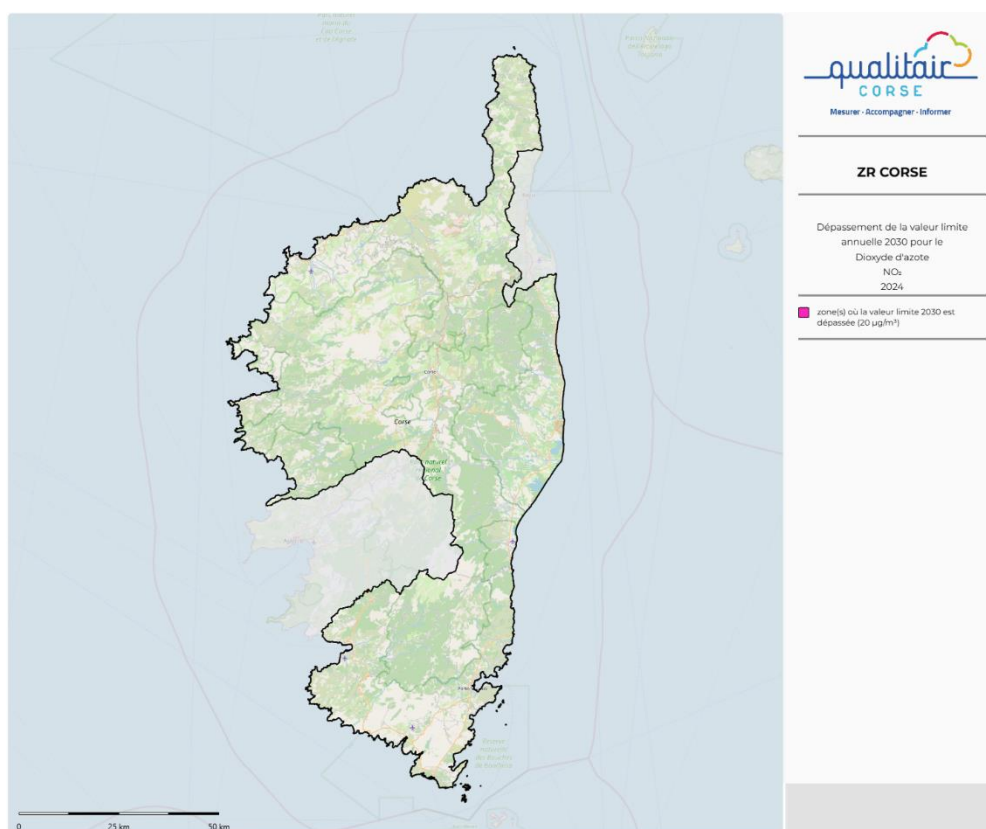 qualitair
CORSE
Mesurer - Accompagner - Informer
ZR CORSE
Dépassement de la valeur limite
annuelle 2030 pour le
Dioxyde d'azote
NO₂
2024
zone(s) où la valeur limite 2030 est
dépassée (20 µg/m³)
Corse
0
25 km
50 km